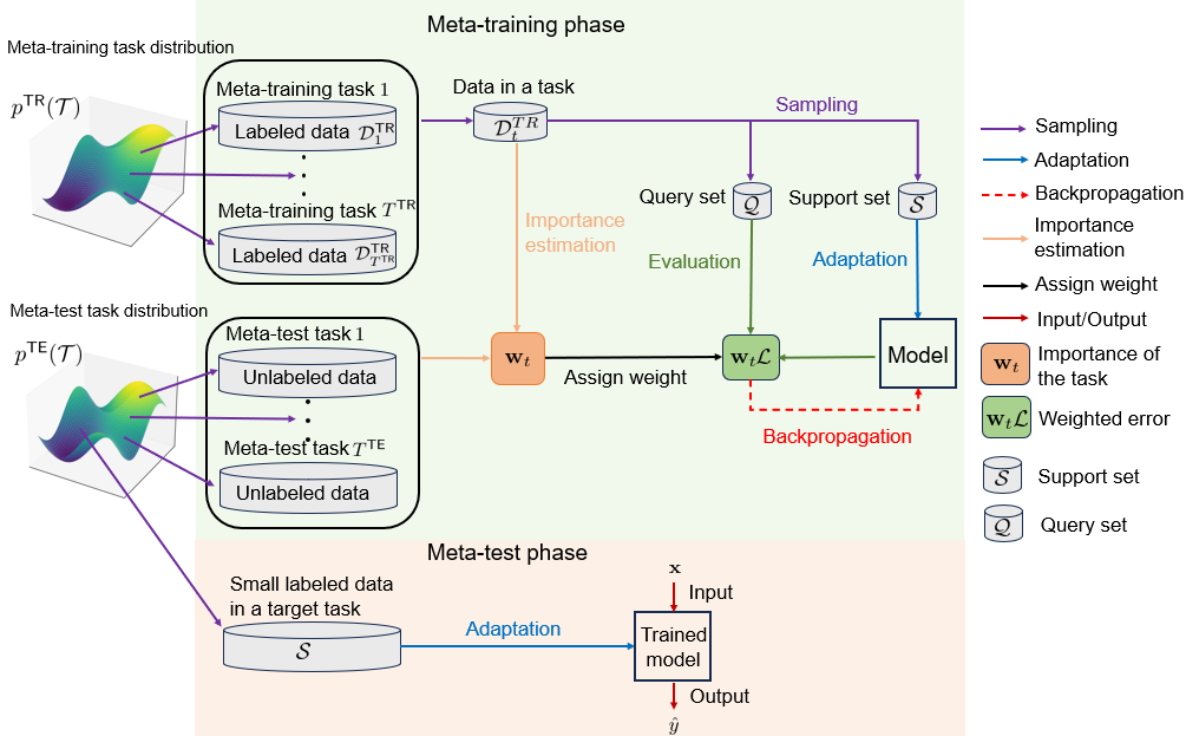 Meta-training phase
Meta-training task distribution
p^TR(𝒯)
Meta-training task 1
Labeled data 𝒟_1^TR
Meta-training task T^TR
Labeled data 𝒟_{T^TR}^TR
Data in a task
𝒟_t^{TR}
Sampling
Query set
𝒬
Support set
𝒮
Importance
estimation
Evaluation
Adaptation
Meta-test task distribution
p^TE(𝒯)
Meta-test task 1
Unlabeled data
Meta-test task T^TE
Unlabeled data
w_t
Assign weight
w_tℒ
Model
Backpropagation
Meta-test phase
Small labeled data
in a target task
𝒮
Adaptation
x
Input
Trained
model
Output
ŷ
Sampling
Adaptation
Backpropagation
Importance
estimation
Assign weight
Input/Output
w_t Importance of
the task
w_tℒ Weighted error
𝒮 Support set
𝒬 Query set